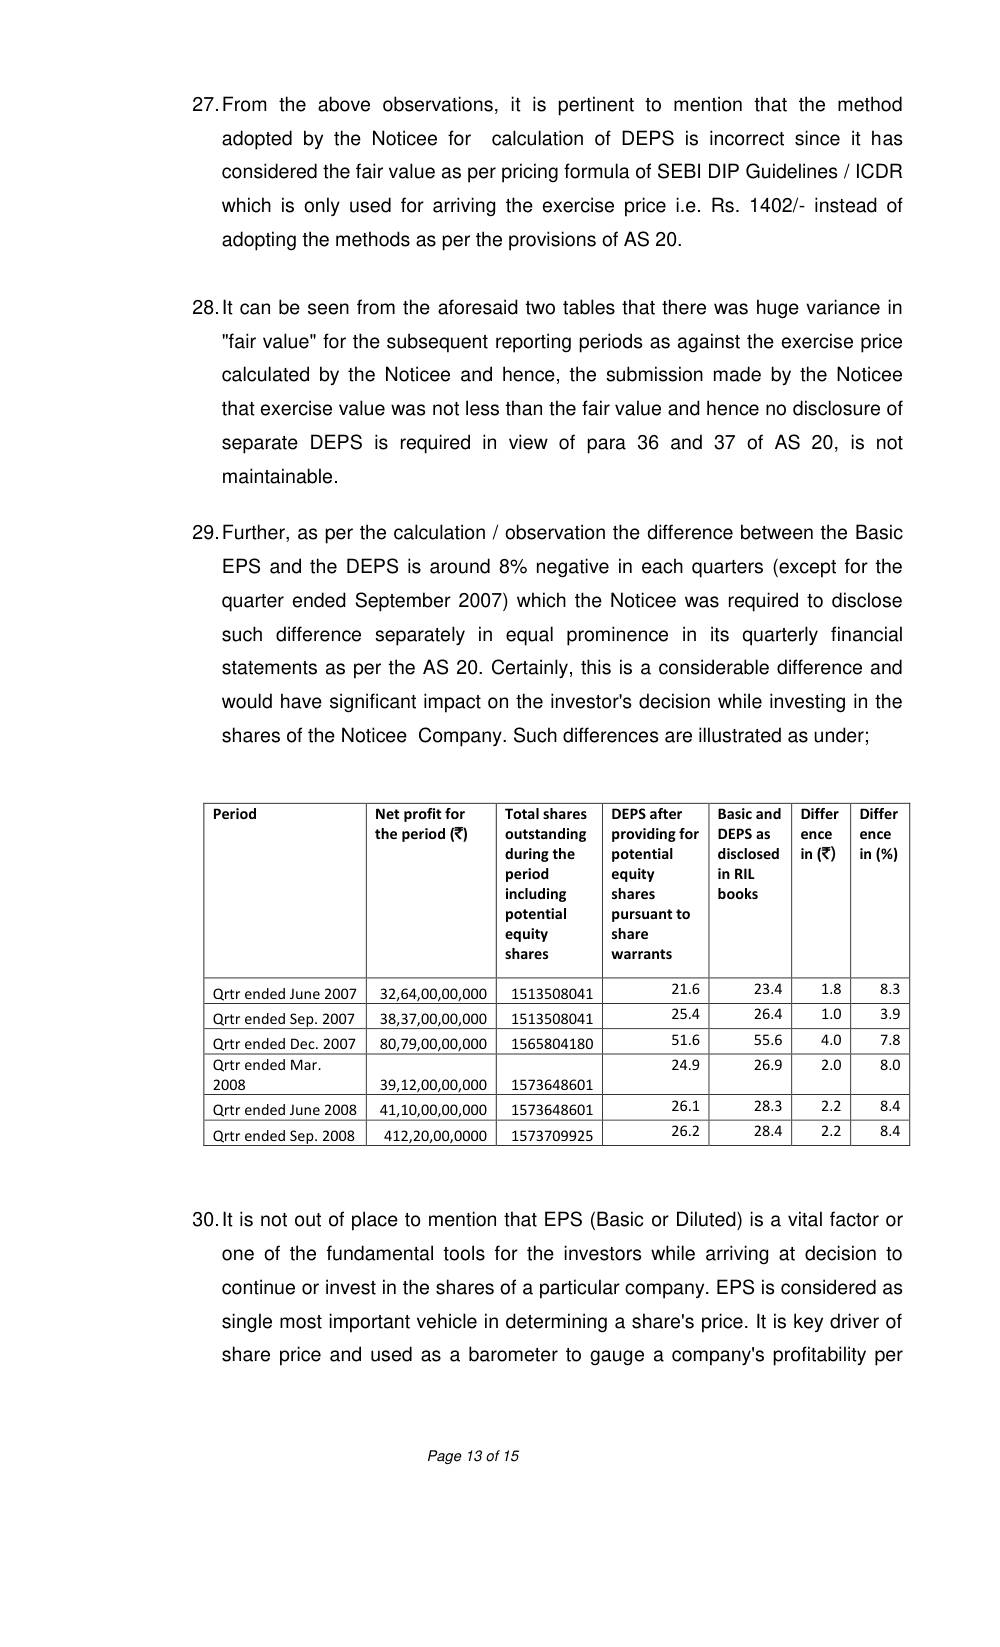 27. From the above observations, it is pertinent to mention that the method
adopted by the Noticee for calculation of DEPS is incorrect since it has
considered the fair value as per pricing formula of SEBI DIP Guidelines / ICDR
which is only used for arriving the exercise price i.e. Rs. 1402/- instead of
adopting the methods as per the provisions of AS 20.
28. It can be seen from the aforesaid two tables that there was huge variance in
"fair value" for the subsequent reporting periods as against the exercise price
calculated by the Noticee and hence, the submission made by the Noticee
that exercise value was not less than the fair value and hence no disclosure of
separate DEPS is required in view of para 36 and 37 of AS 20, is not
maintainable.
29. Further, as per the calculation / observation the difference between the Basic
EPS and the DEPS is around 8% negative in each quarters (except for the
quarter ended September 2007) which the Noticee was required to disclose
such difference separately in equal prominence in its quarterly financial
statements as per the AS 20. Certainly, this is a considerable difference and
would have significant impact on the investor's decision while investing in the
shares of the Noticee Company. Such differences are illustrated as under;
Period Net profit for Total shares DEPS after Basic and Differ Differ
the period (₹) outstanding providing for DEPS as ence ence
during the potential disclosed in (₹) in (%)
period equity in RIL
including shares books
potential pursuant to
equity share
shares warrants
Qrtr ended June 2007 32,64,00,00,000 1513508041 21.6 23.4 1.8 8.3
Qrtr ended Sep. 2007 38,37,00,00,000 1513508041 25.4 26.4 1.0 3.9
Qrtr ended Dec. 2007 80,79,00,00,000 1565804180 51.6 55.6 4.0 7.8
Qrtr ended Mar. 24.9 26.9 2.0 8.0
2008 39,12,00,00,000 1573648601
Qrtr ended June 2008 41,10,00,00,000 1573648601 26.1 28.3 2.2 8.4
Qrtr ended Sep. 2008 412,20,00,0000 1573709925 26.2 28.4 2.2 8.4
30. It is not out of place to mention that EPS (Basic or Diluted) is a vital factor or
one of the fundamental tools for the investors while arriving at decision to
continue or invest in the shares of a particular company. EPS is considered as
single most important vehicle in determining a share's price. It is key driver of
share price and used as a barometer to gauge a company's profitability per
Page 13 of 15